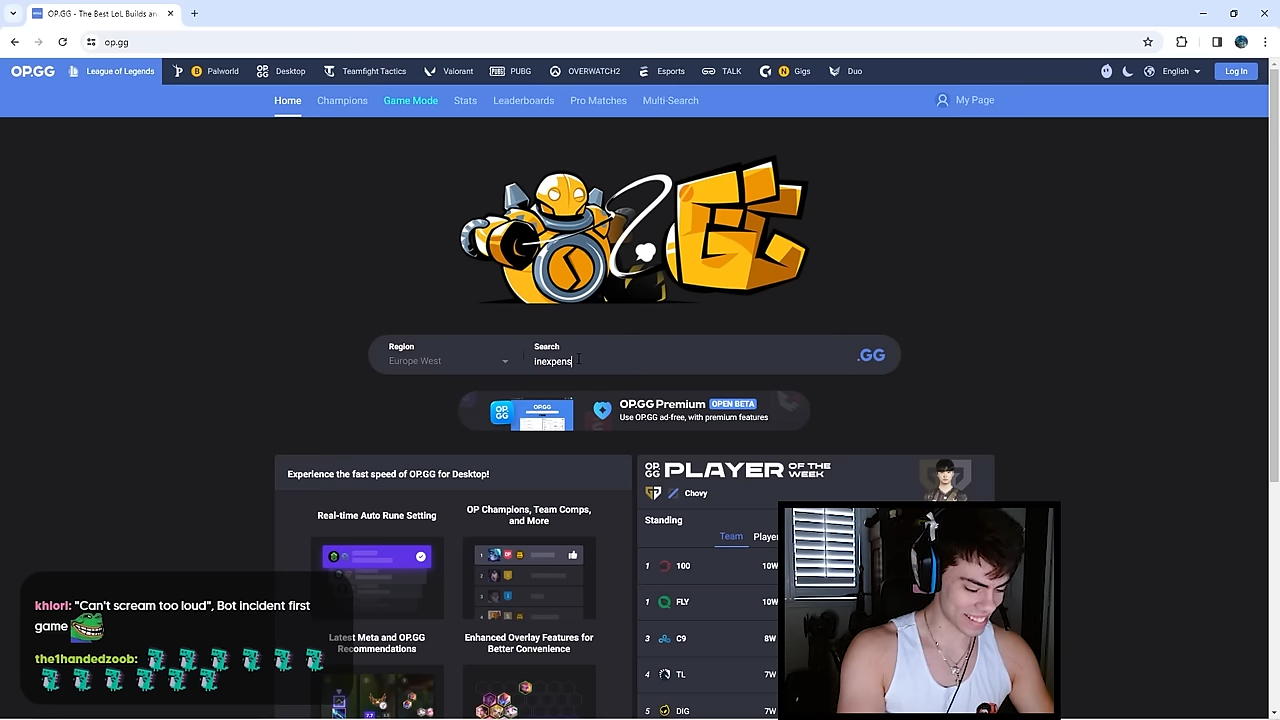 OP.GG - The Best LoL Builds an
op.gg
OP.GG League of Legends Palworld Desktop Teamfight Tactics Valorant PUBG OVERWATCH2 Esports TALK Gigs Duo English Log In
Home Champions Game Mode Stats Leaderboards Pro Matches Multi-Search My Page
Region Search
Europe West inexpens .GG
OP.GG Premium OPEN BETA
Use OP.GG ad-free, with premium features
Experience the fast speed of OP.GG for Desktop!
Real-time Auto Rune Setting
OP Champions, Team Comps,
and More
Latest Meta and OP.GG
Recommendations
Enhanced Overlay Features for
Better Convenience
OP.GG PLAYER OF THE WEEK
Chovy
Standing
Team Player
1 100 10W
1 FLY 10W
3 C9 8W
4 TL 7W
5 DIG 7W
khlorl: "Can't scream too loud", Bot incident first
game
the1handedzoob: